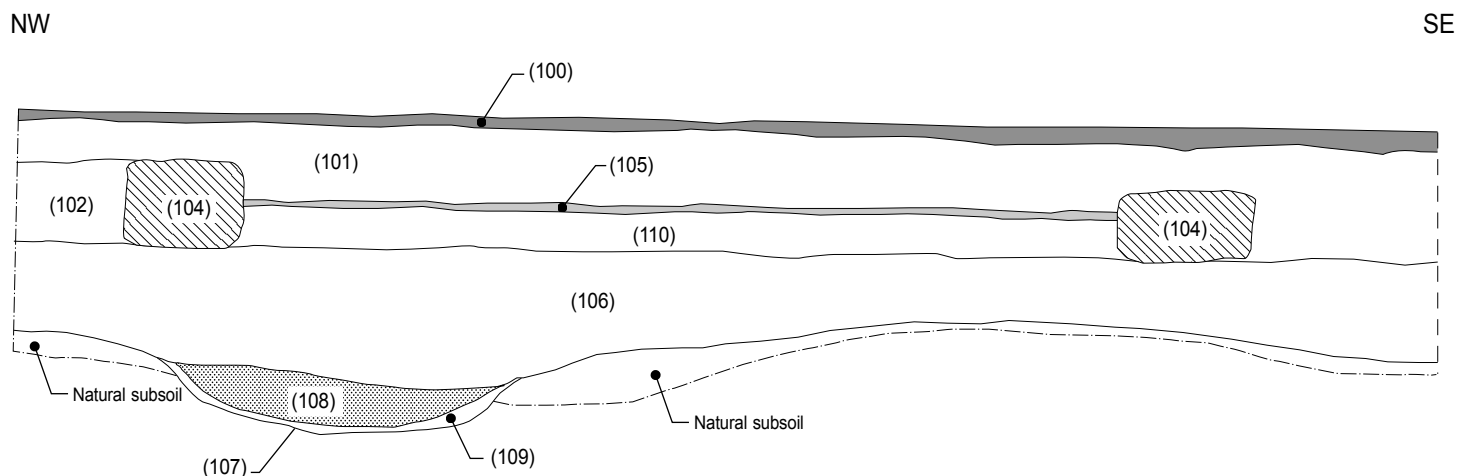 NW
SE
(100)
(101)
(105)
(102)
(104)
(104)
(110)
(106)
Natural subsoil
(108)
Natural subsoil
(107)
(109)